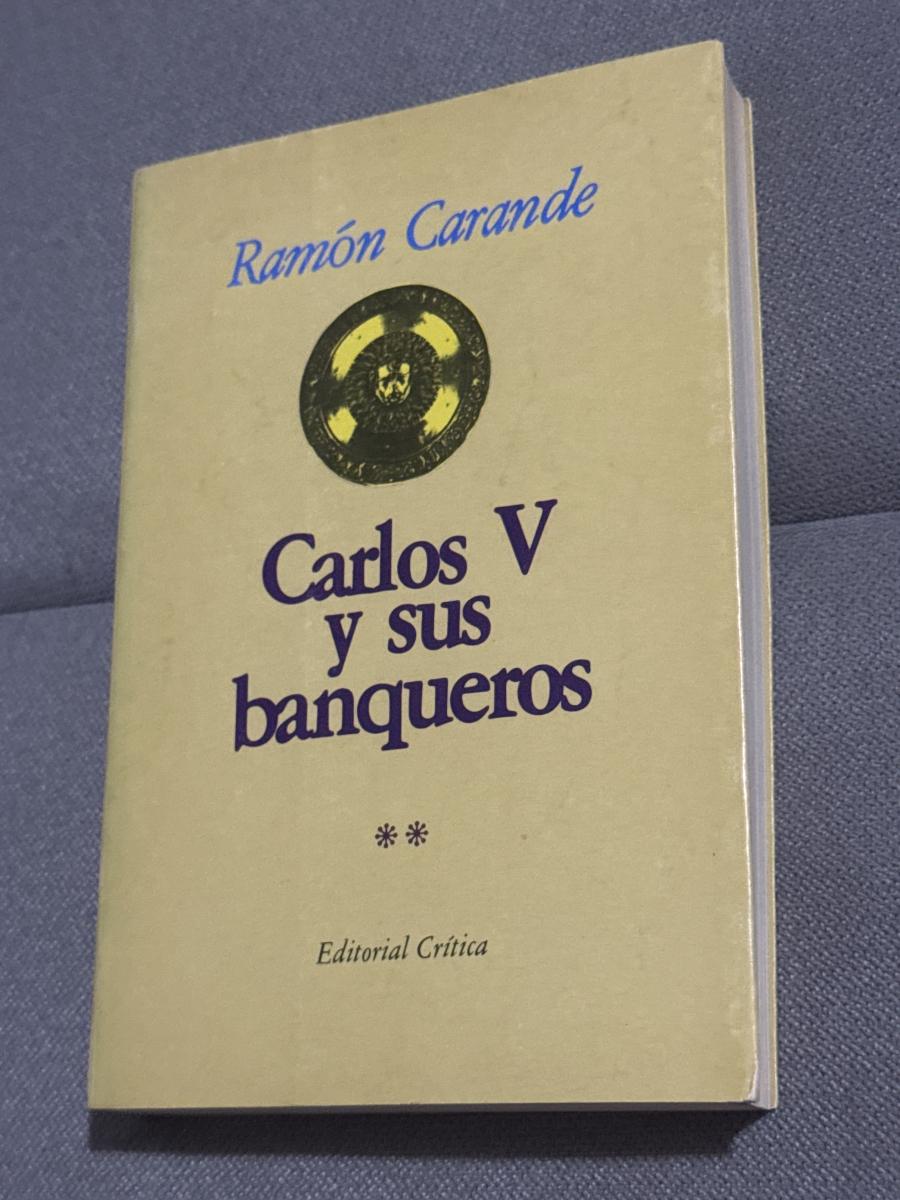 Ramón Carande
Carlos V
y sus
banqueros
**
Editorial Crítica